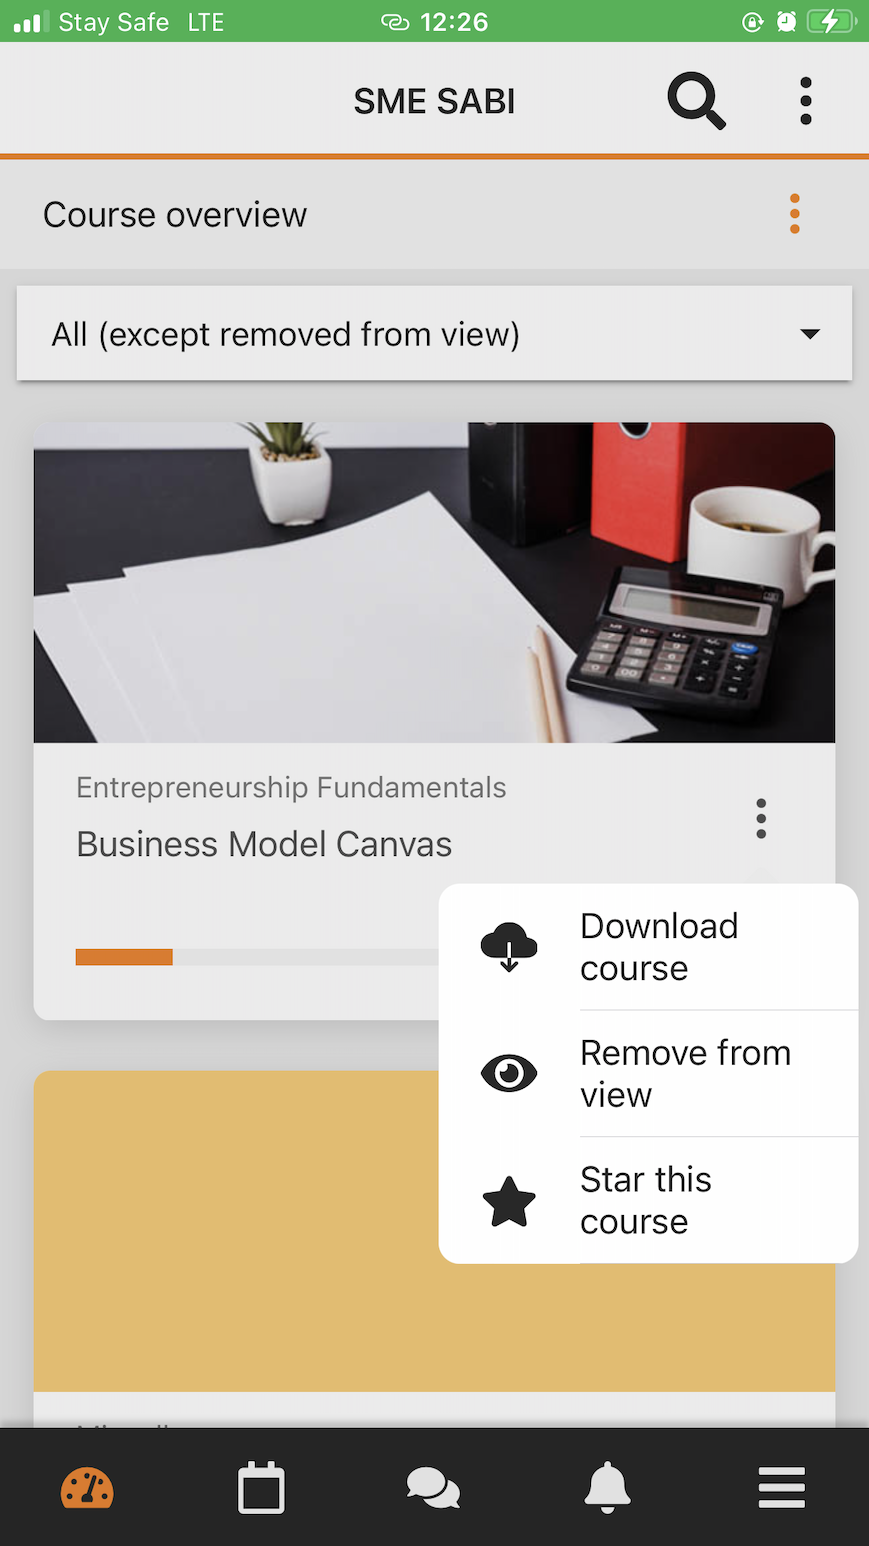 Stay Safe LTE 12:26
SME SABI
Course overview
All (except removed from view)
Entrepreneurship Fundamentals
Business Model Canvas
Download
course
Remove from
view
Star this
course